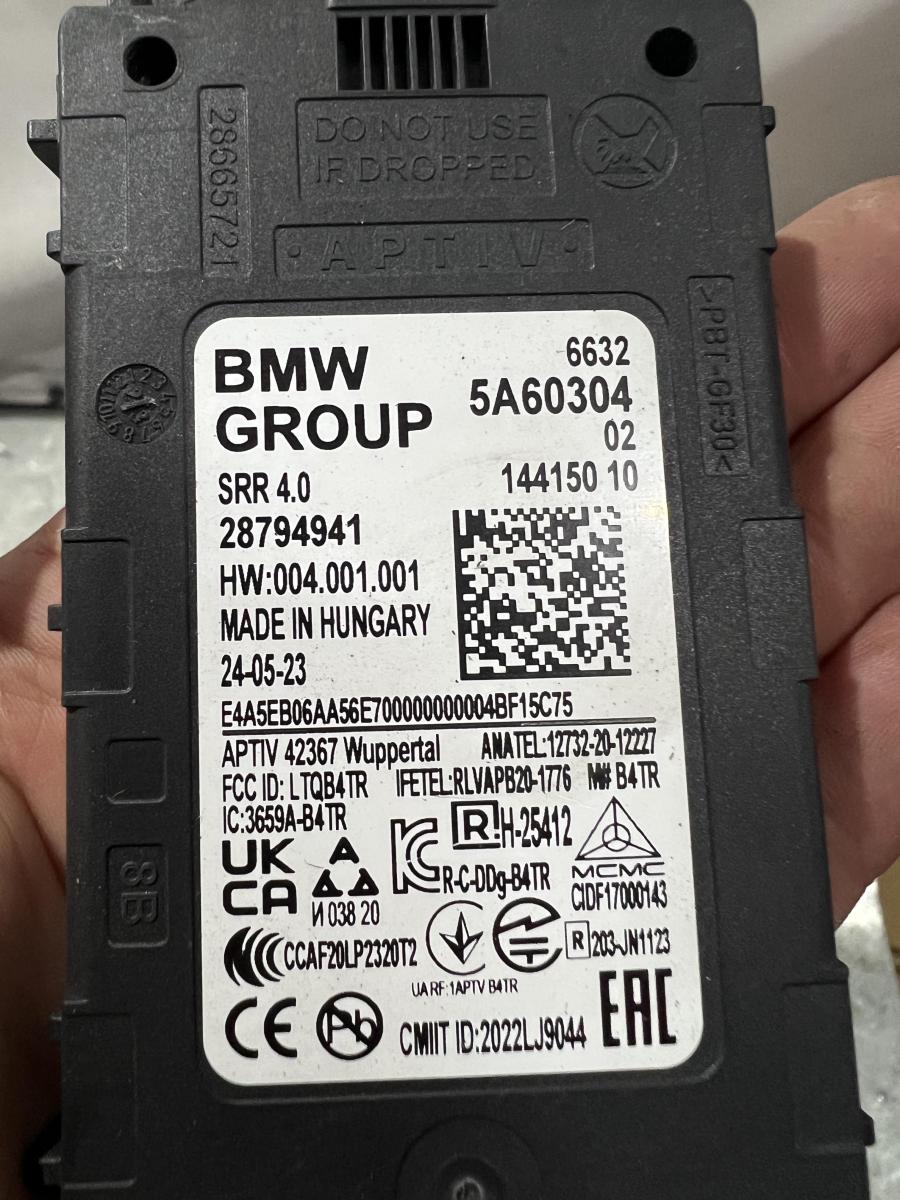 28665721
DO NOT USE
IF DROPPED
· A P T I V ·
>PBT-GF30<
BMW
GROUP
6632
5A60304
02
144150 10
SRR 4.0
28794941
HW:004.001.001
MADE IN HUNGARY
24-05-23
E4A5EB06AA56E700000000004BF15C75
APTIV 42367 Wuppertal ANATEL:12732-20-12227
FCC ID: LTQB4TR IFETEL:RLVAPB20-1776 M# B4TR
IC:3659A-B4TR
R H-25412
UK
CA
И 038 20
R-C-DDg-B4TR
MCMC
CIDF17000143
CCAF20LP2320T2
R 203-JN1123
UA RF:1APTV B4TR
CE
Pb
CMIIT ID:2022LJ9044
EAC
8B